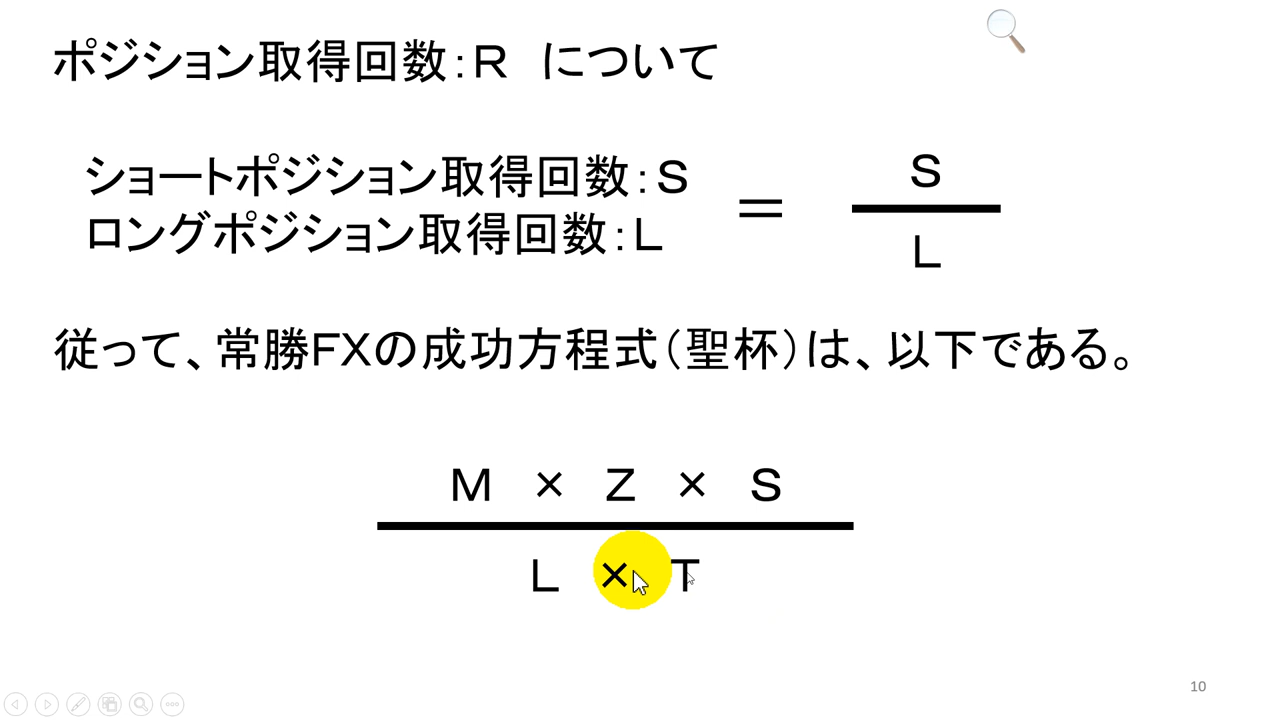 ポジション取得回数：Ｒ　について
ショートポジション取得回数：Ｓ
ロングポジション取得回数：Ｌ
＝
Ｓ
Ｌ
従って、常勝FXの成功方程式（聖杯）は、以下である。
Ｍ　×　Ｚ　×　Ｓ
Ｌ　×　Ｔ
10